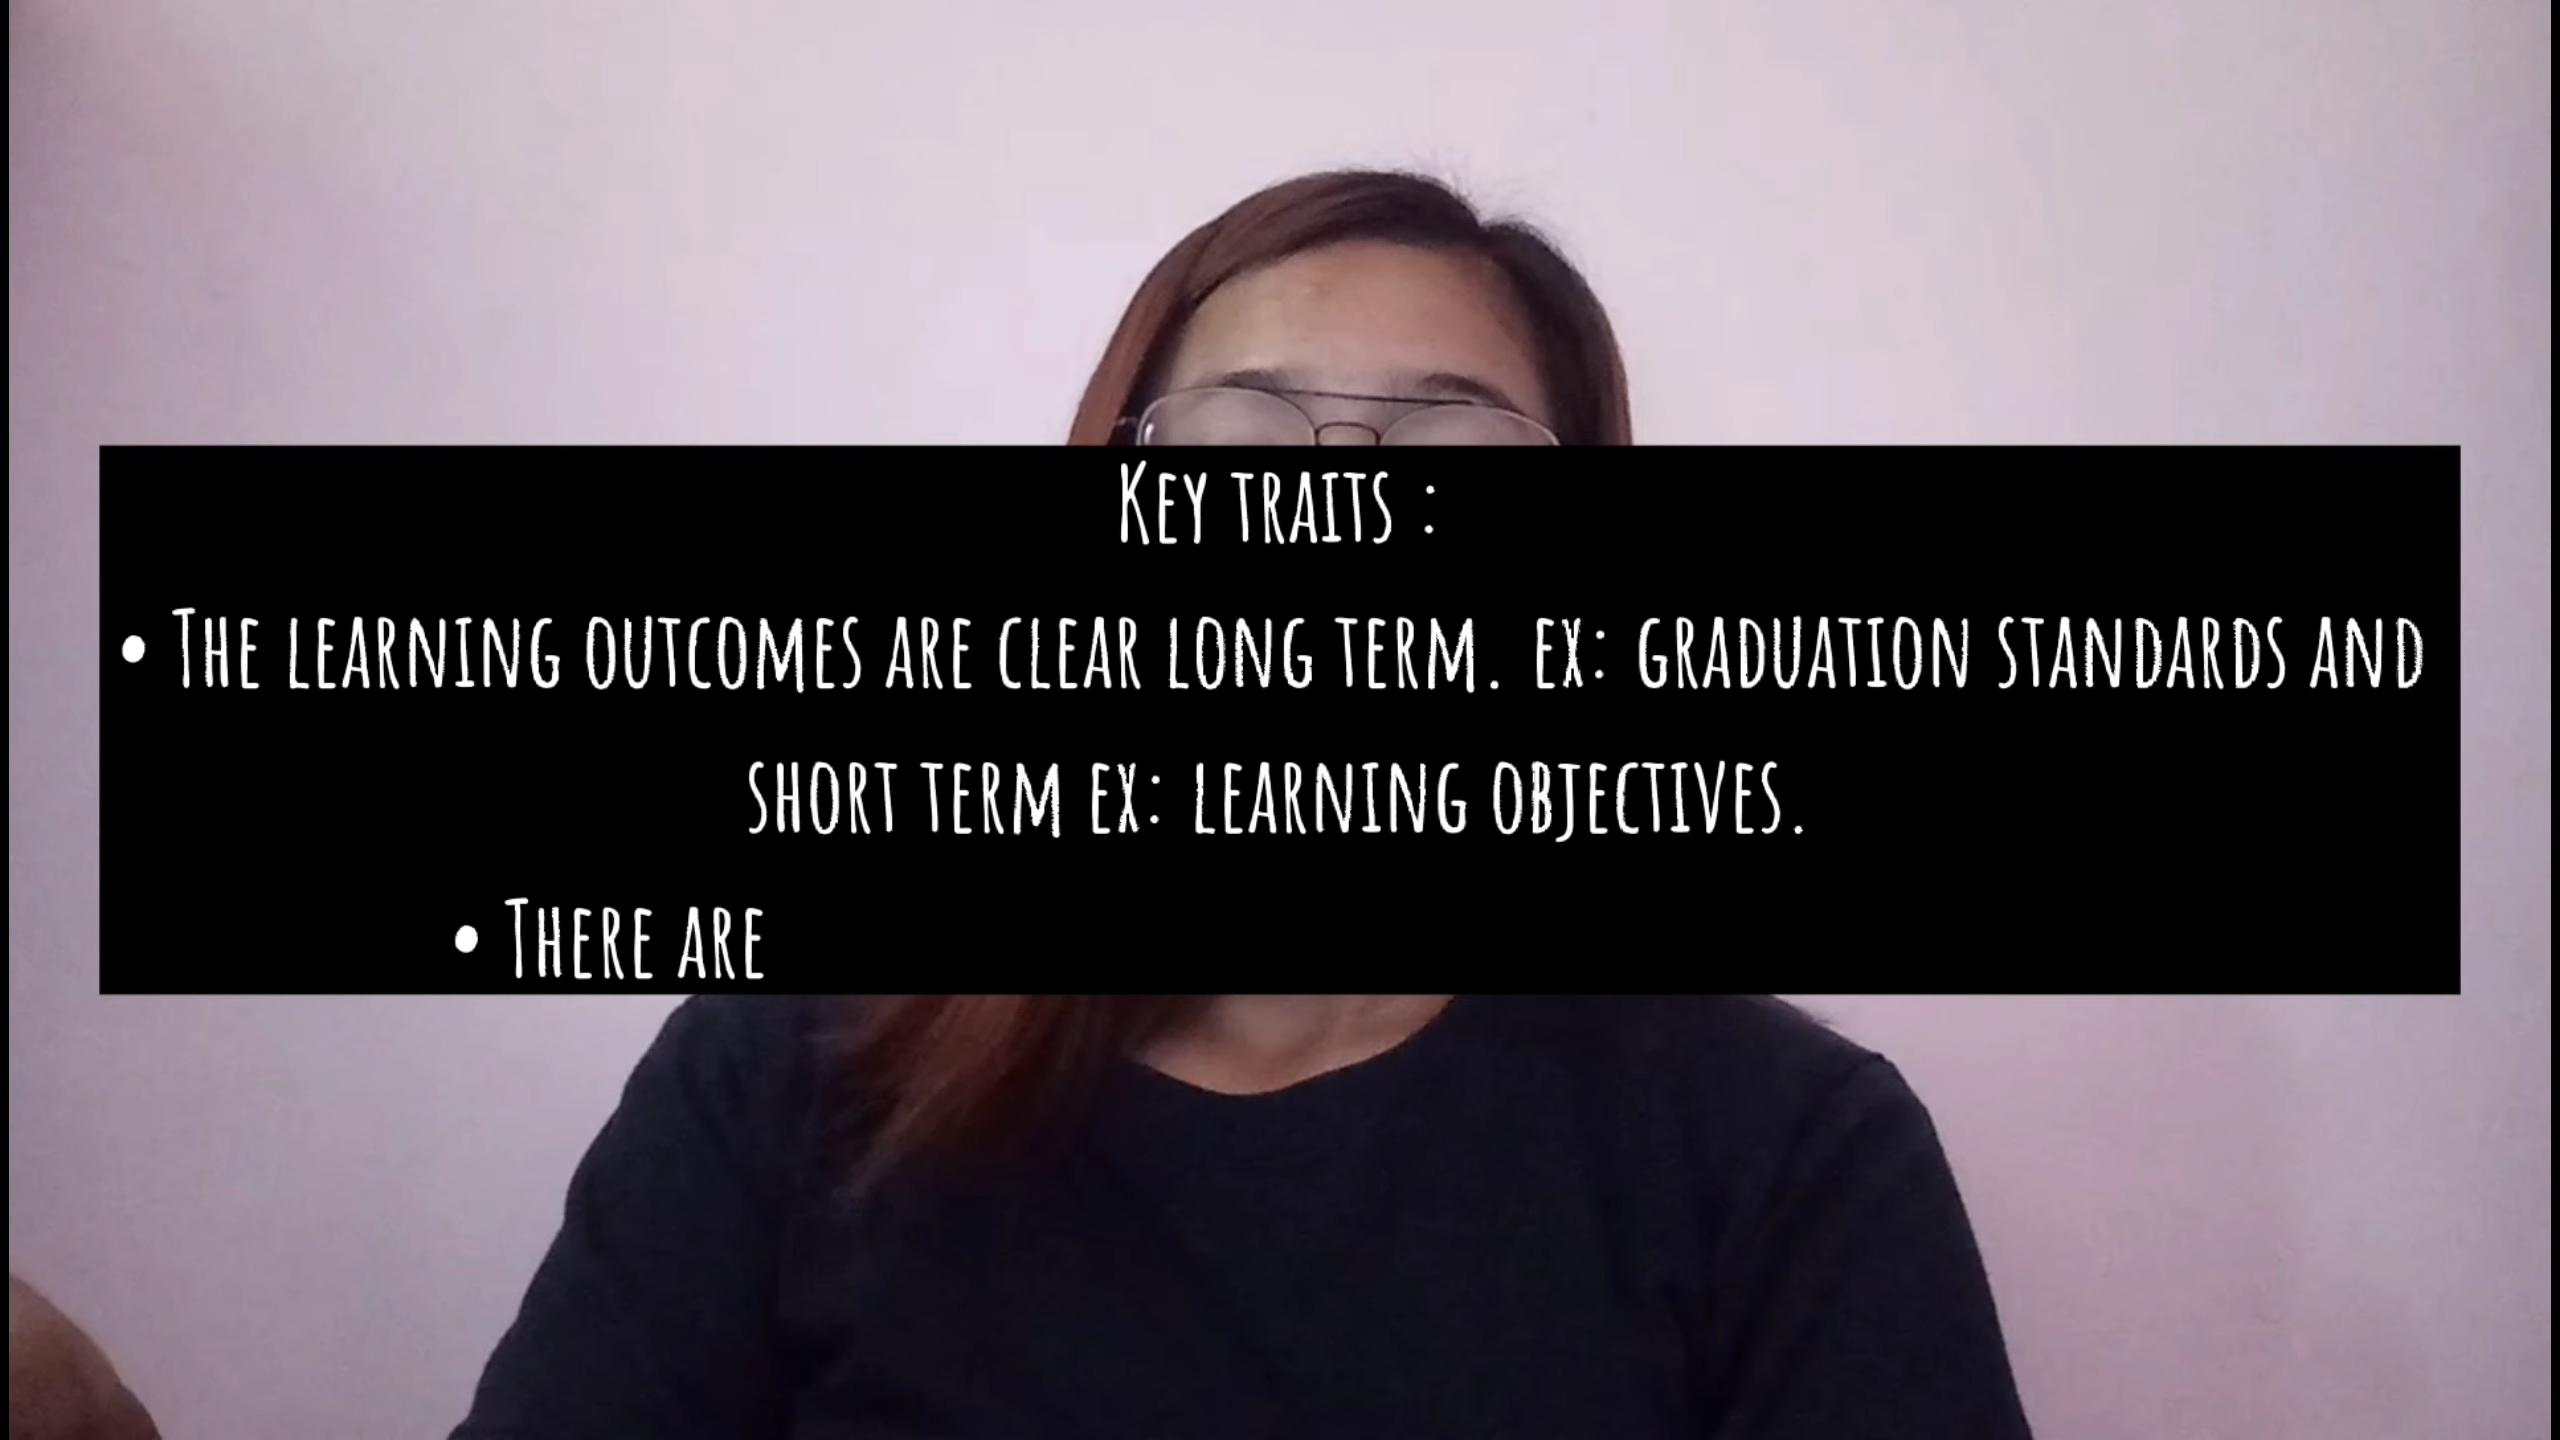 Key traits :
• The learning outcomes are clear long term. ex: graduation standards and
short term ex: learning objectives.
• There are